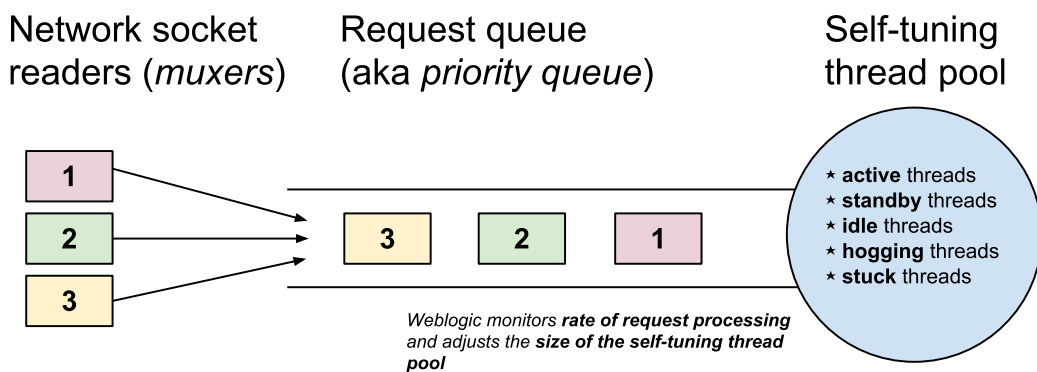 Network socket
readers (muxers)
Request queue
(aka priority queue)
Self-tuning
thread pool
1
2
3
3
2
1
★ active threads
★ standby threads
★ idle threads
★ hogging threads
★ stuck threads
Weblogic monitors rate of request processing
and adjusts the size of the self-tuning thread
pool